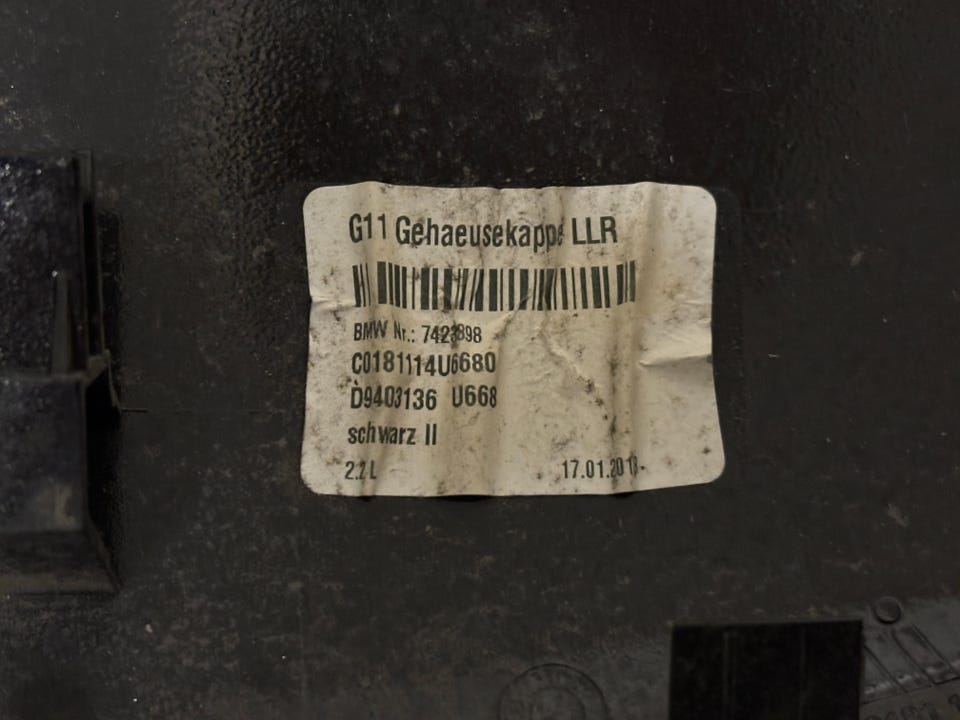 G11 Gehaeusekappe LLR
BMW Nr.: 7423898
C0181114U6680
D9403136 U668
schwarz II
2.2 L 17.01.2018